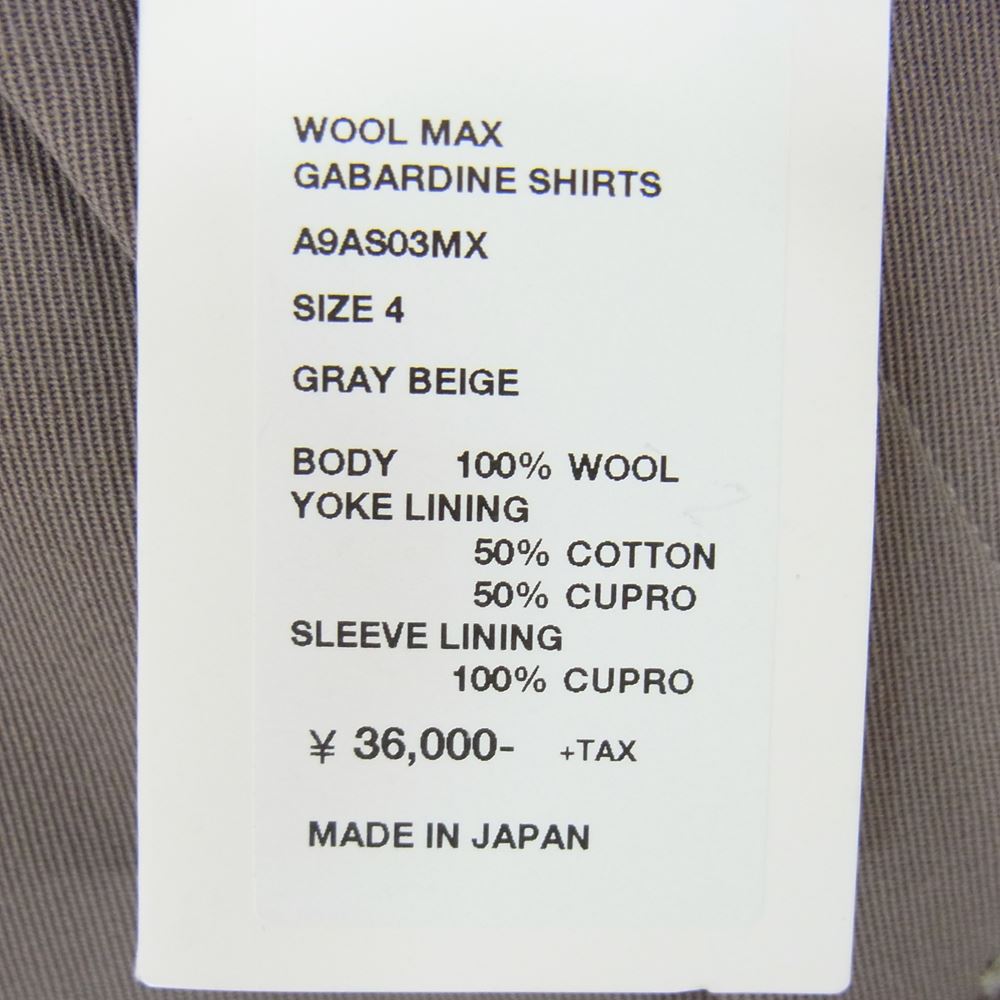 WOOL MAX
GABARDINE SHIRTS
A9AS03MX
SIZE 4
GRAY BEIGE
BODY 100% WOOL
YOKE LINING
50% COTTON
50% CUPRO
SLEEVE LINING
100% CUPRO
¥ 36,000- +TAX
MADE IN JAPAN